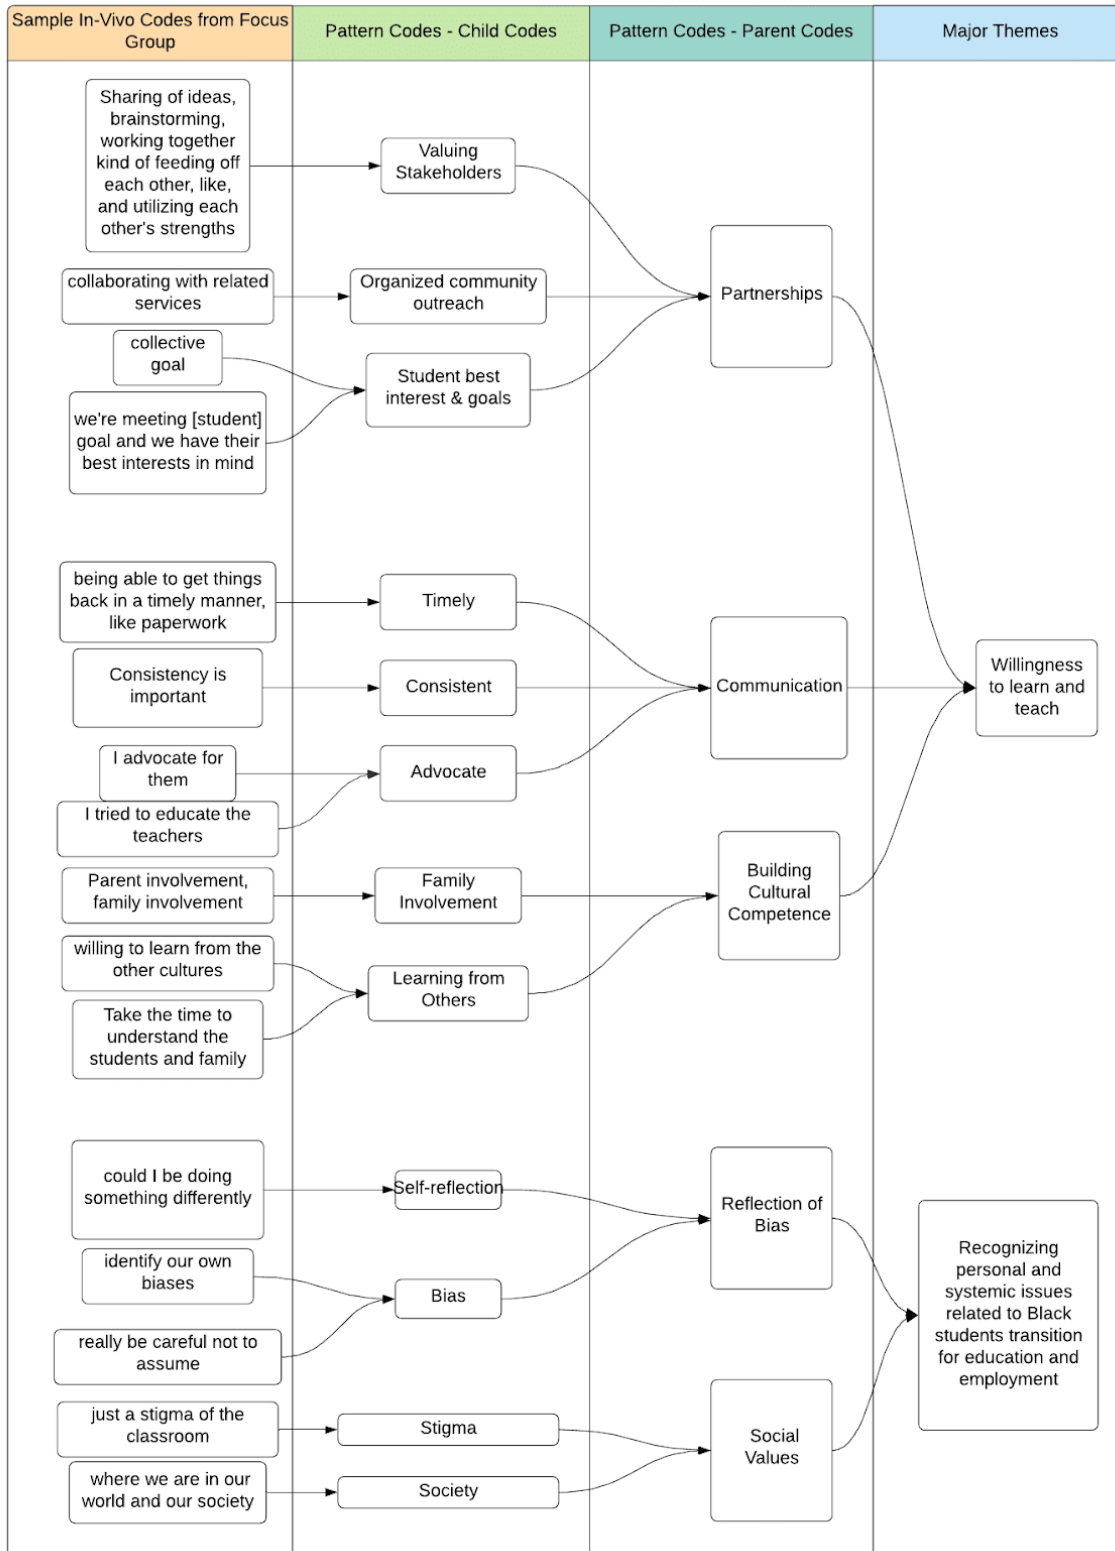 Sample In-Vivo Codes from Focus
Group
Pattern Codes - Child Codes
Pattern Codes - Parent Codes
Major Themes
Sharing of ideas,
brainstorming,
working together
kind of feeding off
each other, like,
and utilizing each
other's strengths
Valuing
Stakeholders
collaborating with related
services
Organized community
outreach
Partnerships
collective
goal
Student best
interest & goals
we're meeting [student]
goal and we have their
best interests in mind
being able to get things
back in a timely manner,
like paperwork
Timely
Consistency is
important
Consistent
Communication
Willingness
to learn and
teach
I advocate for
them
Advocate
I tried to educate the
teachers
Parent involvement,
family involvement
Family
Involvement
Building
Cultural
Competence
willing to learn from the
other cultures
Learning from
Others
Take the time to
understand the
students and family
could I be doing
something differently
Self-reflection
Reflection of
Bias
identify our own
biases
Bias
really be careful not to
assume
Recognizing
personal and
systemic issues
related to Black
students transition
for education and
employment
just a stigma of the
classroom
Stigma
Social
Values
where we are in our
world and our society
Society